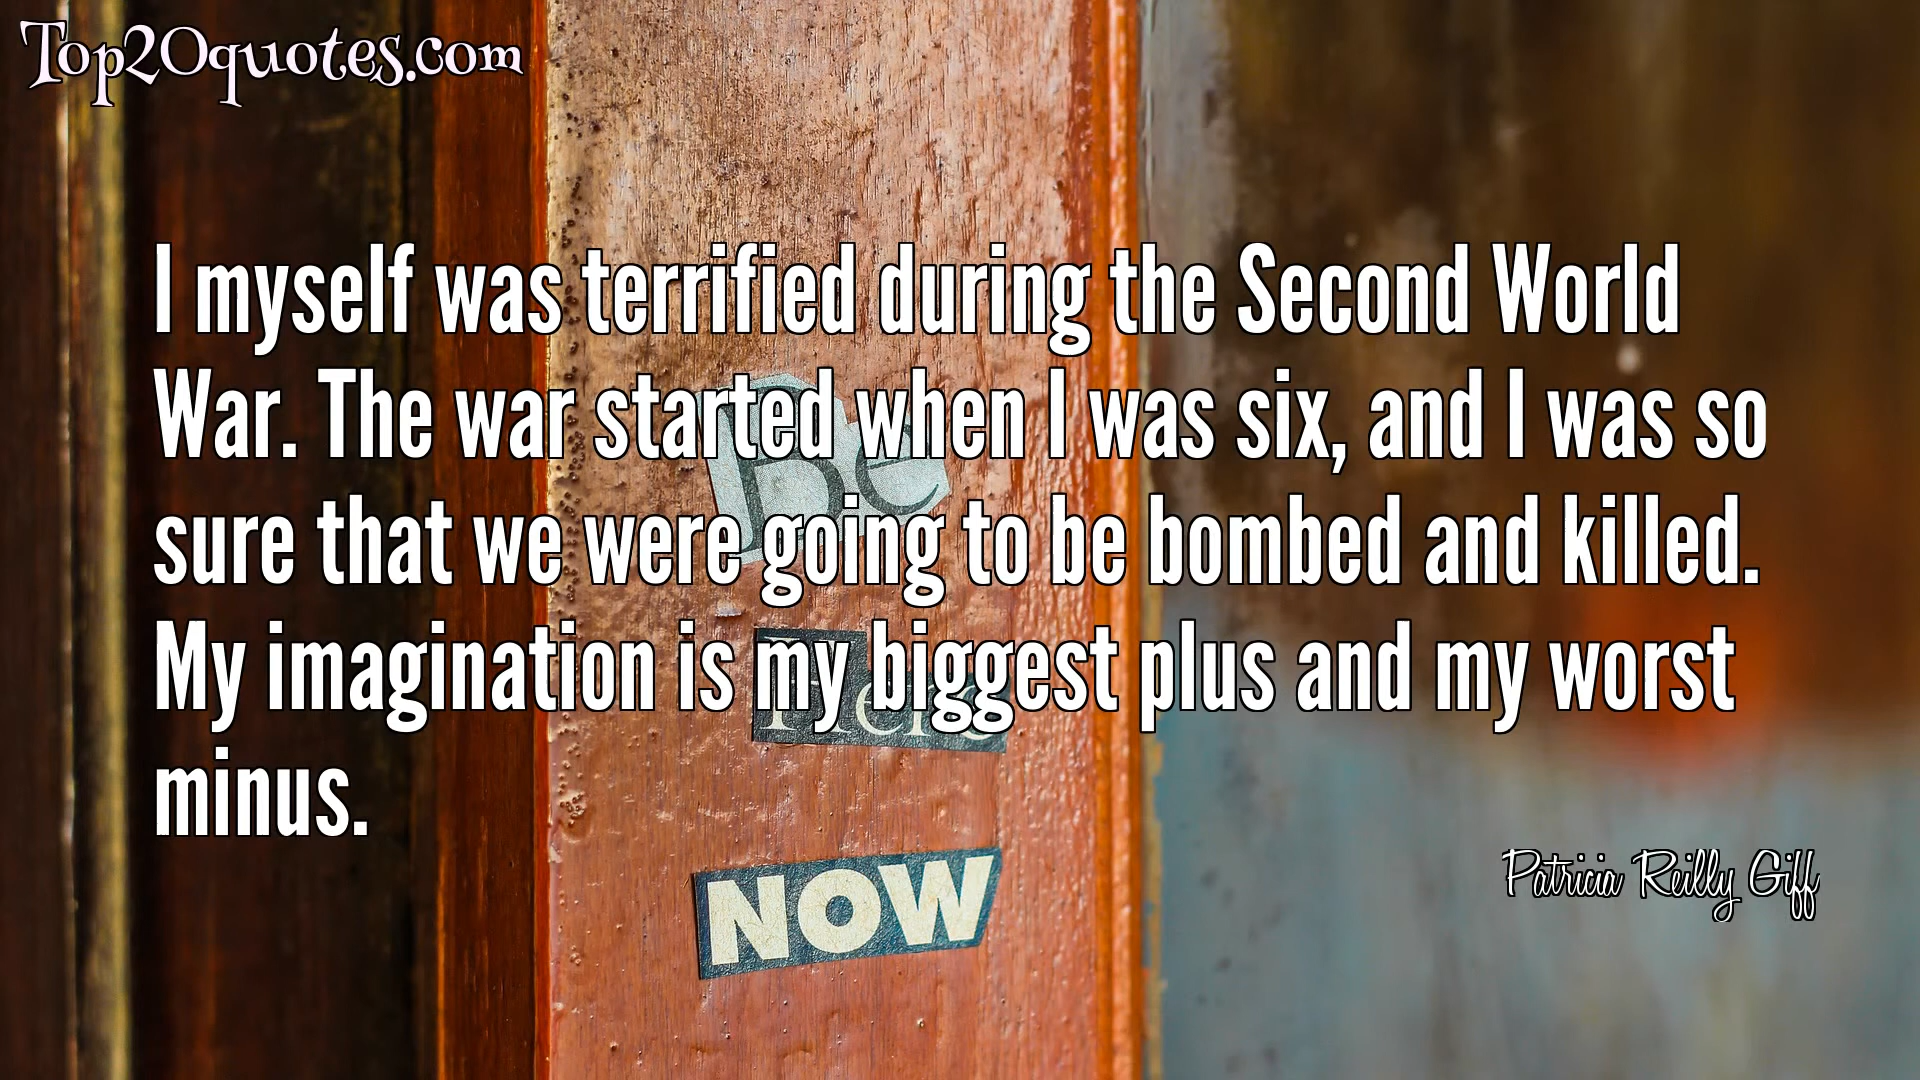 Top20quotes.com
I myself was terrified during the Second World
War. The war started when I was six, and I was so
sure that we were going to be bombed and killed.
My imagination is my biggest plus and my worst
minus.
Patricia Reilly Giff
Be
Here
NOW